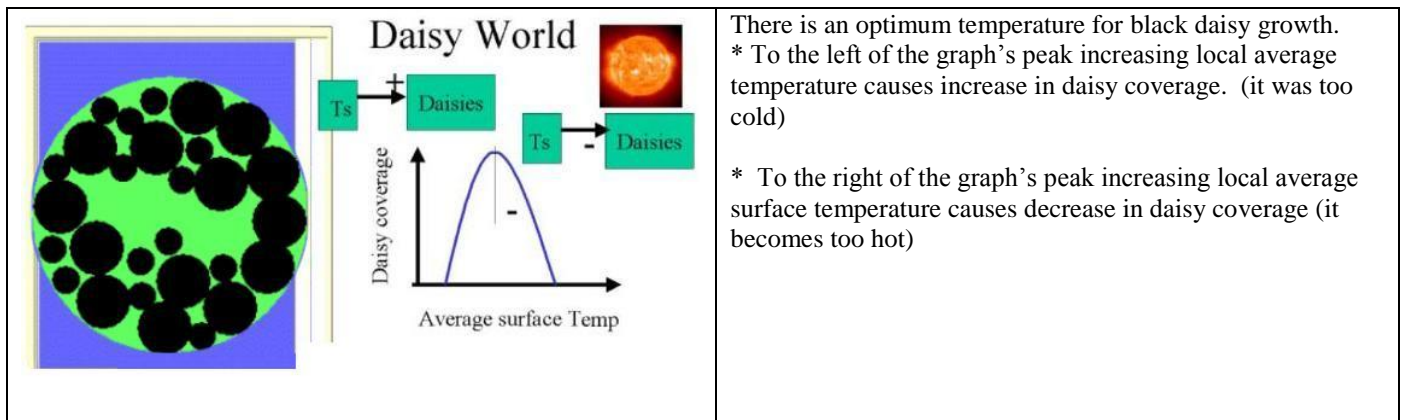 Daisy World
Ts
+
Daisies
Ts
-
Daisies
Daisy coverage
-
Average surface Temp
There is an optimum temperature for black daisy growth.
* To the left of the graph’s peak increasing local average
temperature causes increase in daisy coverage.  (it was too
cold)
*  To the right of the graph’s peak increasing local average
surface temperature causes decrease in daisy coverage (it
becomes too hot)